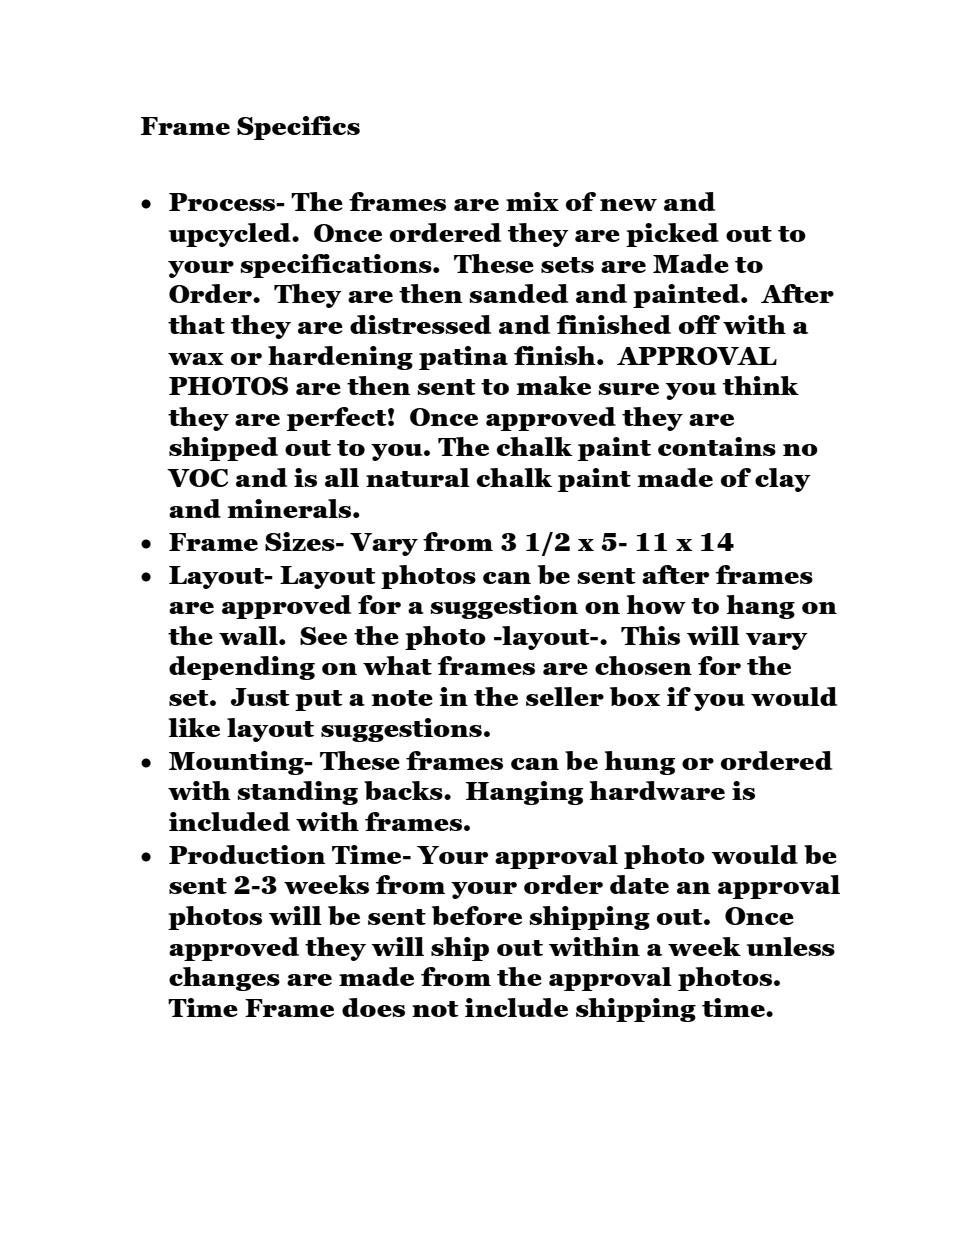 Frame Specifics
• Process- The frames are mix of new and
upcycled.  Once ordered they are picked out to
your specifications.  These sets are Made to
Order.  They are then sanded and painted.  After
that they are distressed and finished off with a
wax or hardening patina finish.  APPROVAL
PHOTOS are then sent to make sure you think
they are perfect!  Once approved they are
shipped out to you. The chalk paint contains no
VOC and is all natural chalk paint made of clay
and minerals.
• Frame Sizes- Vary from 3 1/2 x 5- 11 x 14
• Layout- Layout photos can be sent after frames
are approved for a suggestion on how to hang on
the wall.  See the photo -layout-.  This will vary
depending on what frames are chosen for the
set.  Just put a note in the seller box if you would
like layout suggestions.
• Mounting- These frames can be hung or ordered
with standing backs.  Hanging hardware is
included with frames.
• Production Time- Your approval photo would be
sent 2-3 weeks from your order date an approval
photos will be sent before shipping out.  Once
approved they will ship out within a week unless
changes are made from the approval photos.
Time Frame does not include shipping time.